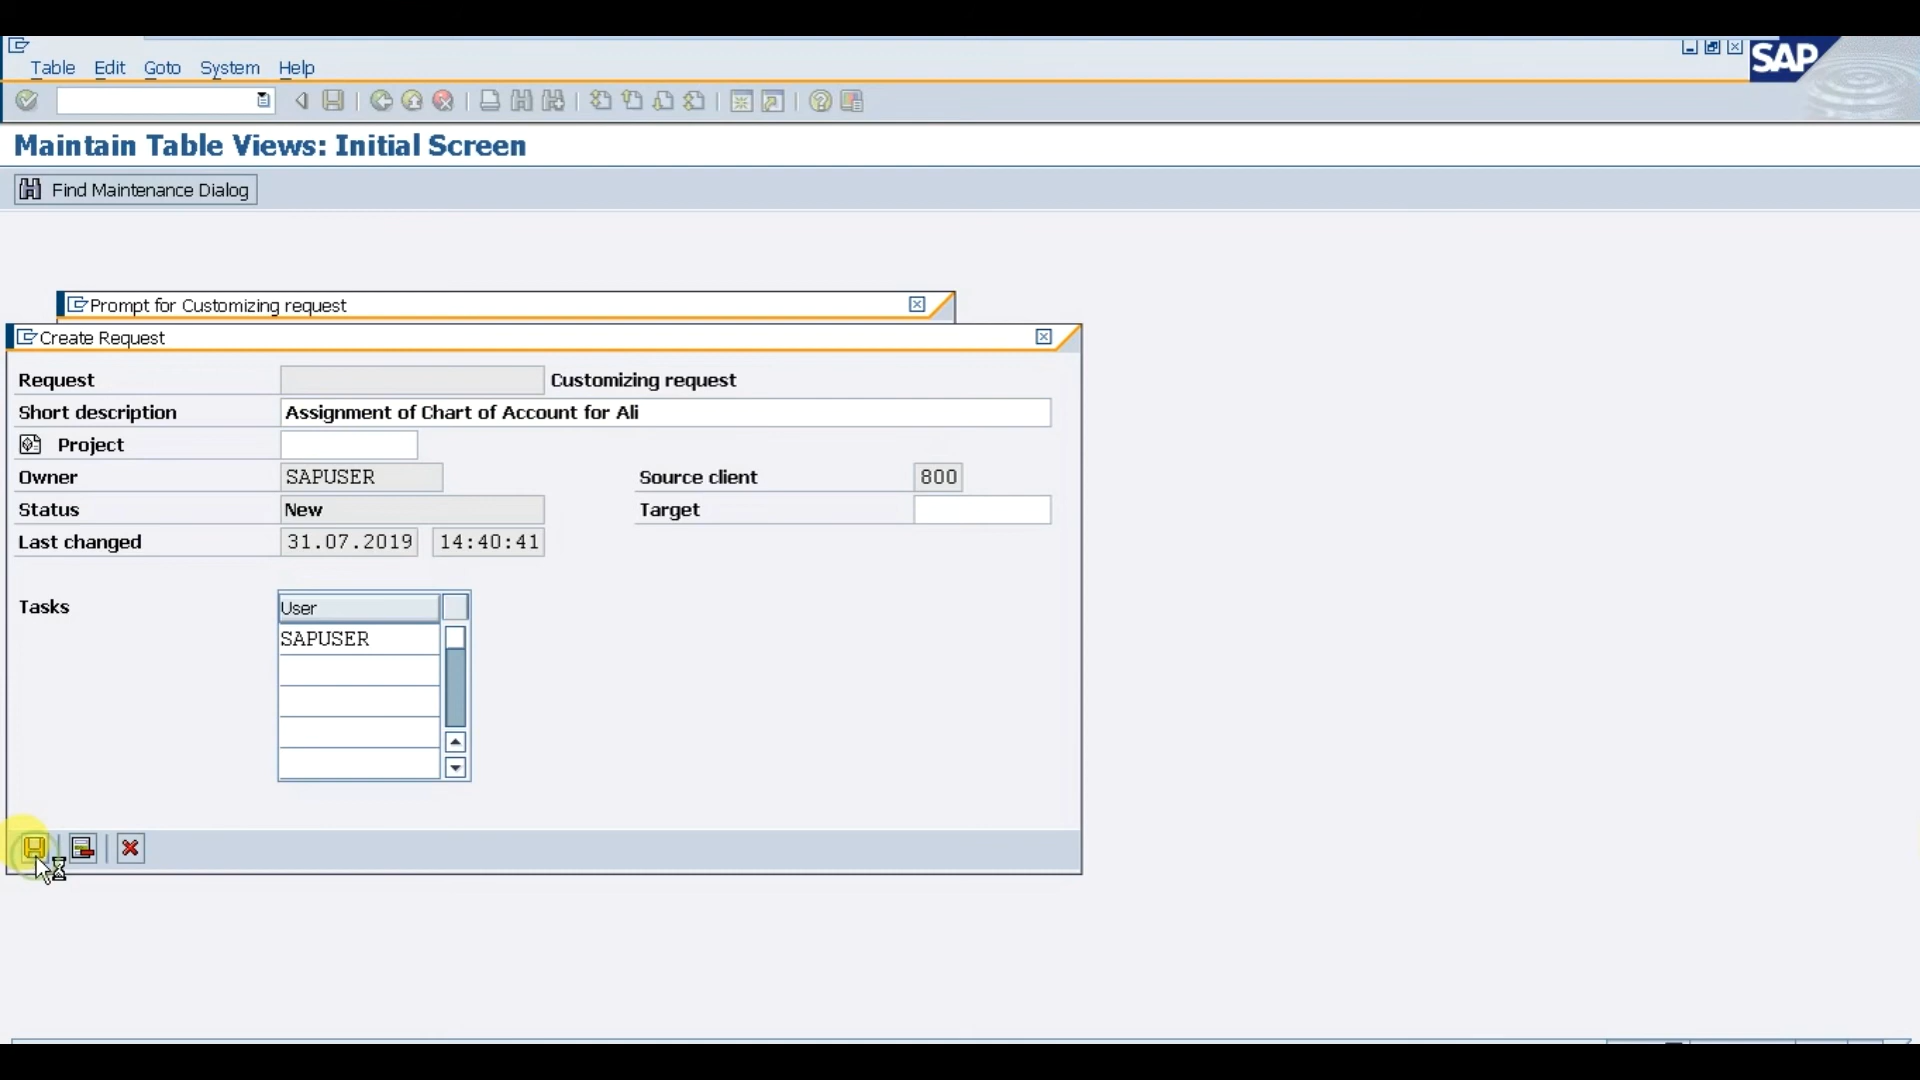 SAP
Table Edit Goto System Help
Maintain Table Views: Initial Screen
Find Maintenance Dialog
Prompt for Customizing request
Create Request
Request Customizing request
Short description Assignment of Chart of Account for Ali
Project
Owner SAPUSER Source client 800
Status New Target
Last changed 31.07.2019 14:40:41
Tasks User
SAPUSER